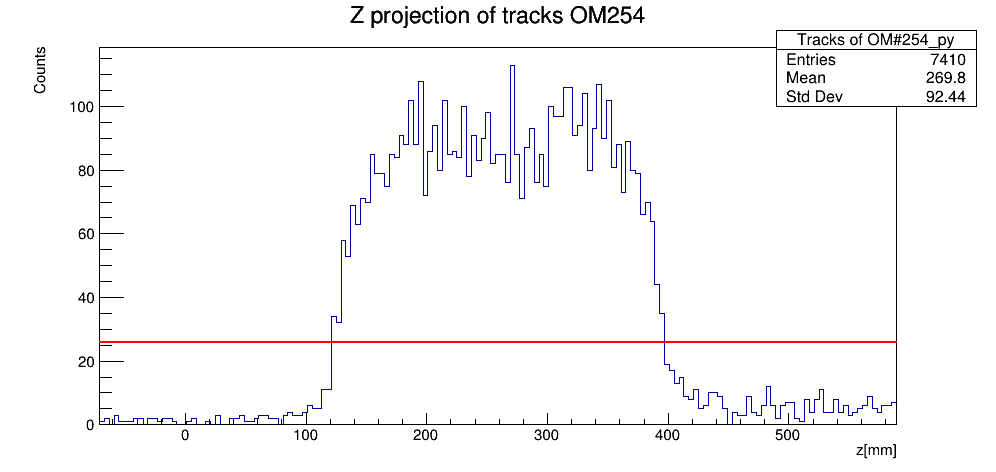 Z projection of tracks OM254
Counts
Tracks of OM#254_py
Entries 7410
Mean 269.8
Std Dev 92.44
100
80
60
40
20
0
0 100 200 300 400 500
z[mm]